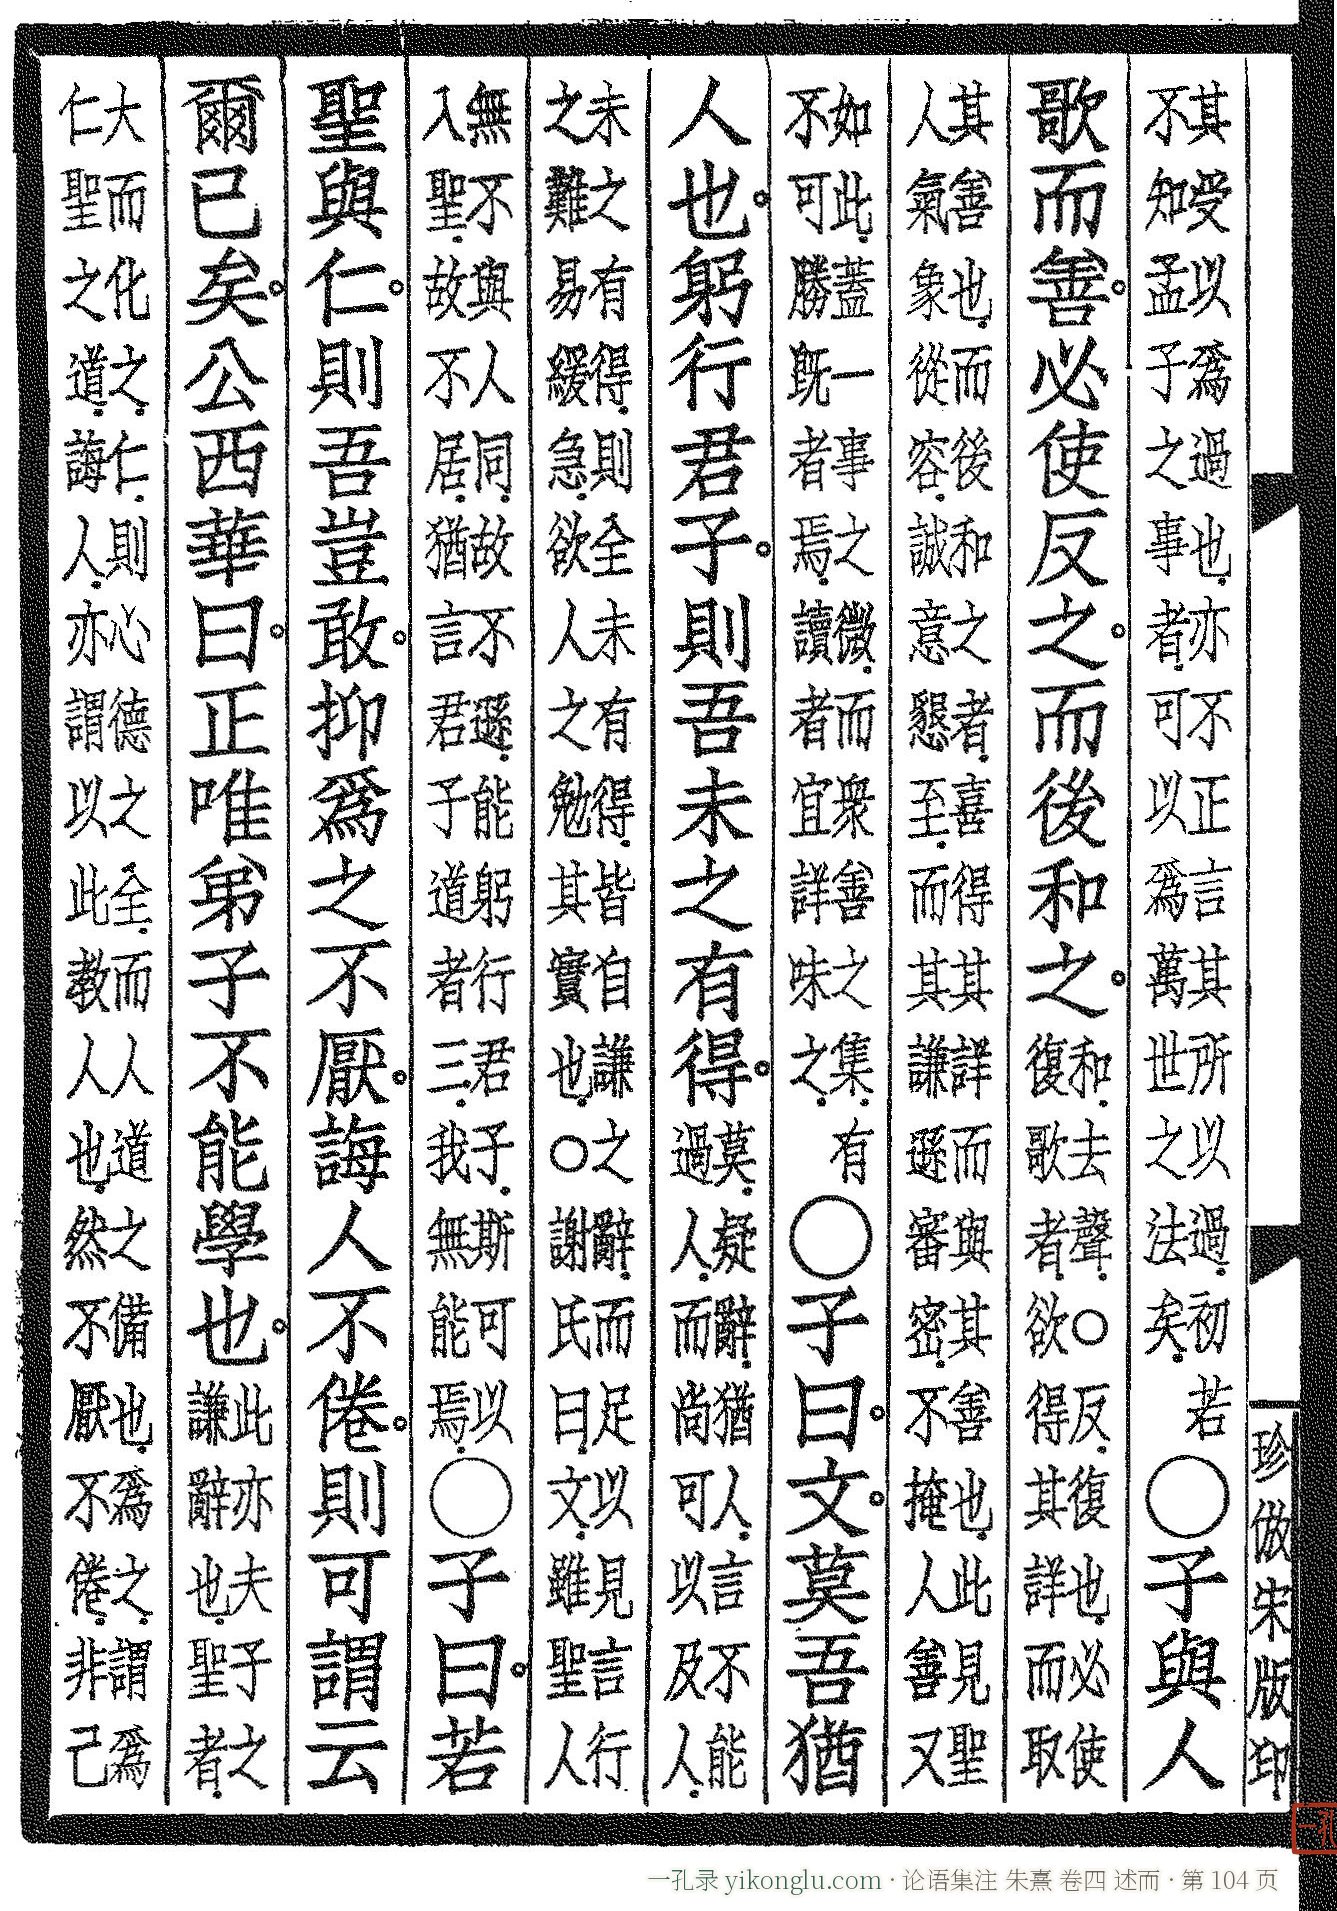 珍倣宋版印
其受以爲過也亦不正言其所以過初若
不知孟子之事者可以爲萬世之法矣
○子與人
歌而善必使反之而後和之
和去聲○反復也必使
復歌者欲得其詳而取
其善也而後和之者喜得其詳而與其善也此見聖
人氣象從容誠意懇至而其謙遜審密不掩人善又
如此蓋一事之微而衆善之集有
不可勝既者焉讀者宜詳味之
○子曰文莫吾猶
人也躬行君子則吾未之有得
莫疑辭猶人言不能
過人而尚可以及人
未之有得則全未有得皆自謙之辭而足以見言行
之難易緩急欲人之勉其實也○謝氏曰文雖聖人
無不與人同故不遜能躬行君子斯可以
入聖故不居猶言君子道者三我無能焉
○子曰若
聖與仁則吾豈敢抑爲之不厭誨人不倦則可謂云
爾已矣公西華曰正唯弟子不能學也
此亦夫子之
謙辭也聖者
大而化之仁則心德之全而人道之備也爲之謂爲
仁聖之道誨人亦謂以此教人也然不厭不倦非己
一孔录 yikonglu.com · 论语集注 朱熹 卷四 述而 · 第 104 页